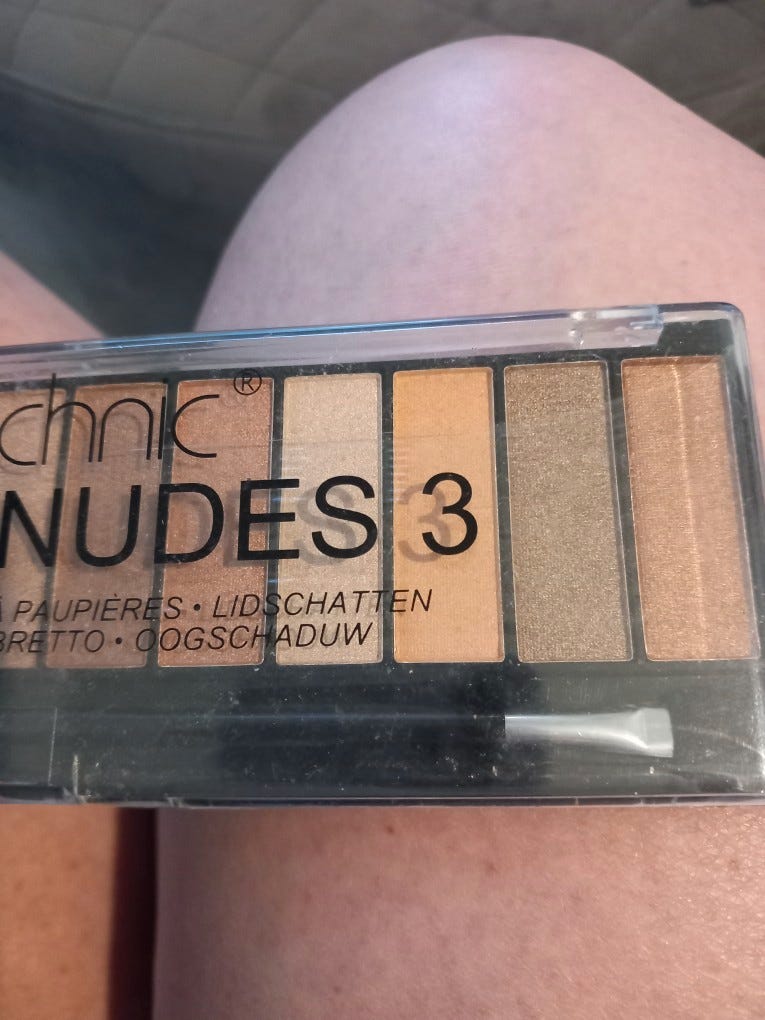 chnic®
NUDES 3
À PAUPIÈRES • LIDSCHATTEN
BRETTO • OOGSCHADUW